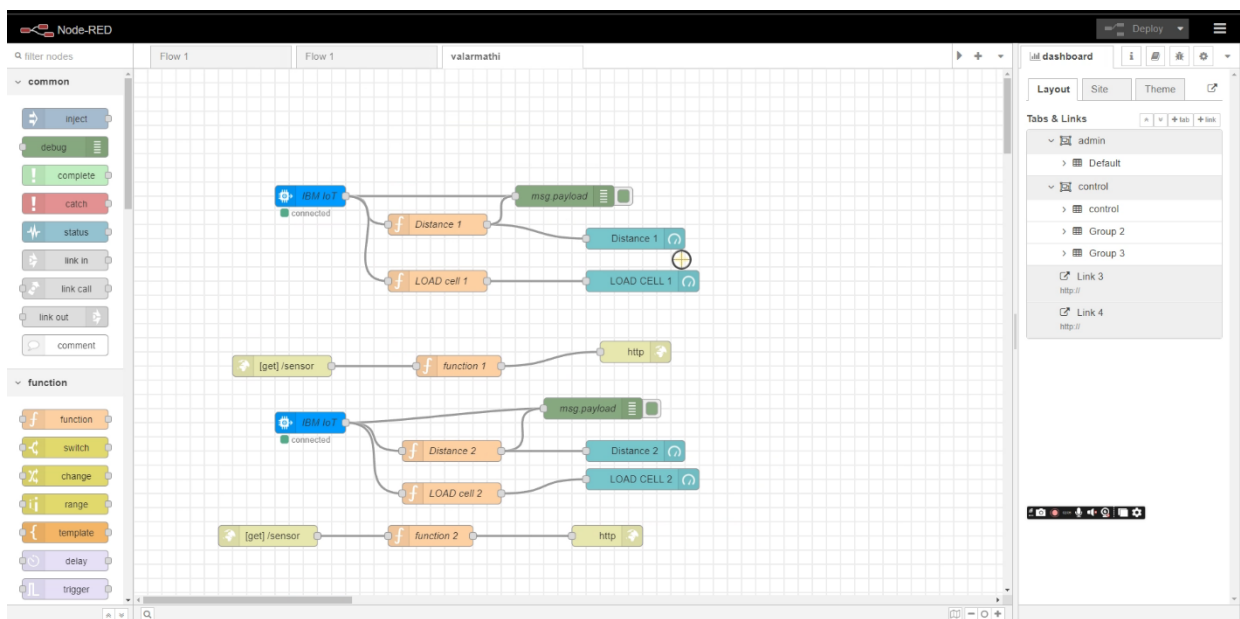 Node-RED
Deploy
filter nodes
Flow 1
Flow 1
valarmathi
dashboard
i
common
inject
debug
complete
catch
status
link in
link call
link out
comment
function
function
switch
change
range
template
delay
trigger
IBM IoT
connected
msg.payload
Distance 1
Distance 1
LOAD cell 1
LOAD CELL 1
[get] /sensor
function 1
http
IBM IoT
connected
msg.payload
Distance 2
Distance 2
LOAD cell 2
LOAD CELL 2
[get] /sensor
function 2
http
Layout
Site
Theme
Tabs & Links
+ tab
+ link
admin
Default
control
control
Group 2
Group 3
Link 3
http://
Link 4
http://